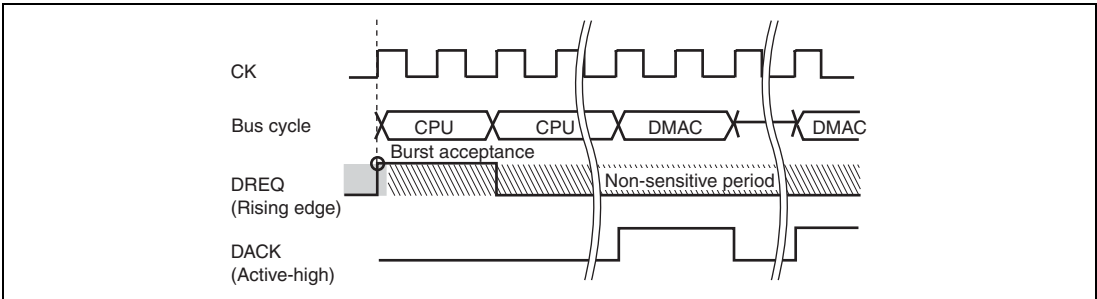 CK
Bus cycle
CPU
CPU
DMAC
DMAC
Burst acceptance
DREQ
(Rising edge)
Non-sensitive period
DACK
(Active-high)